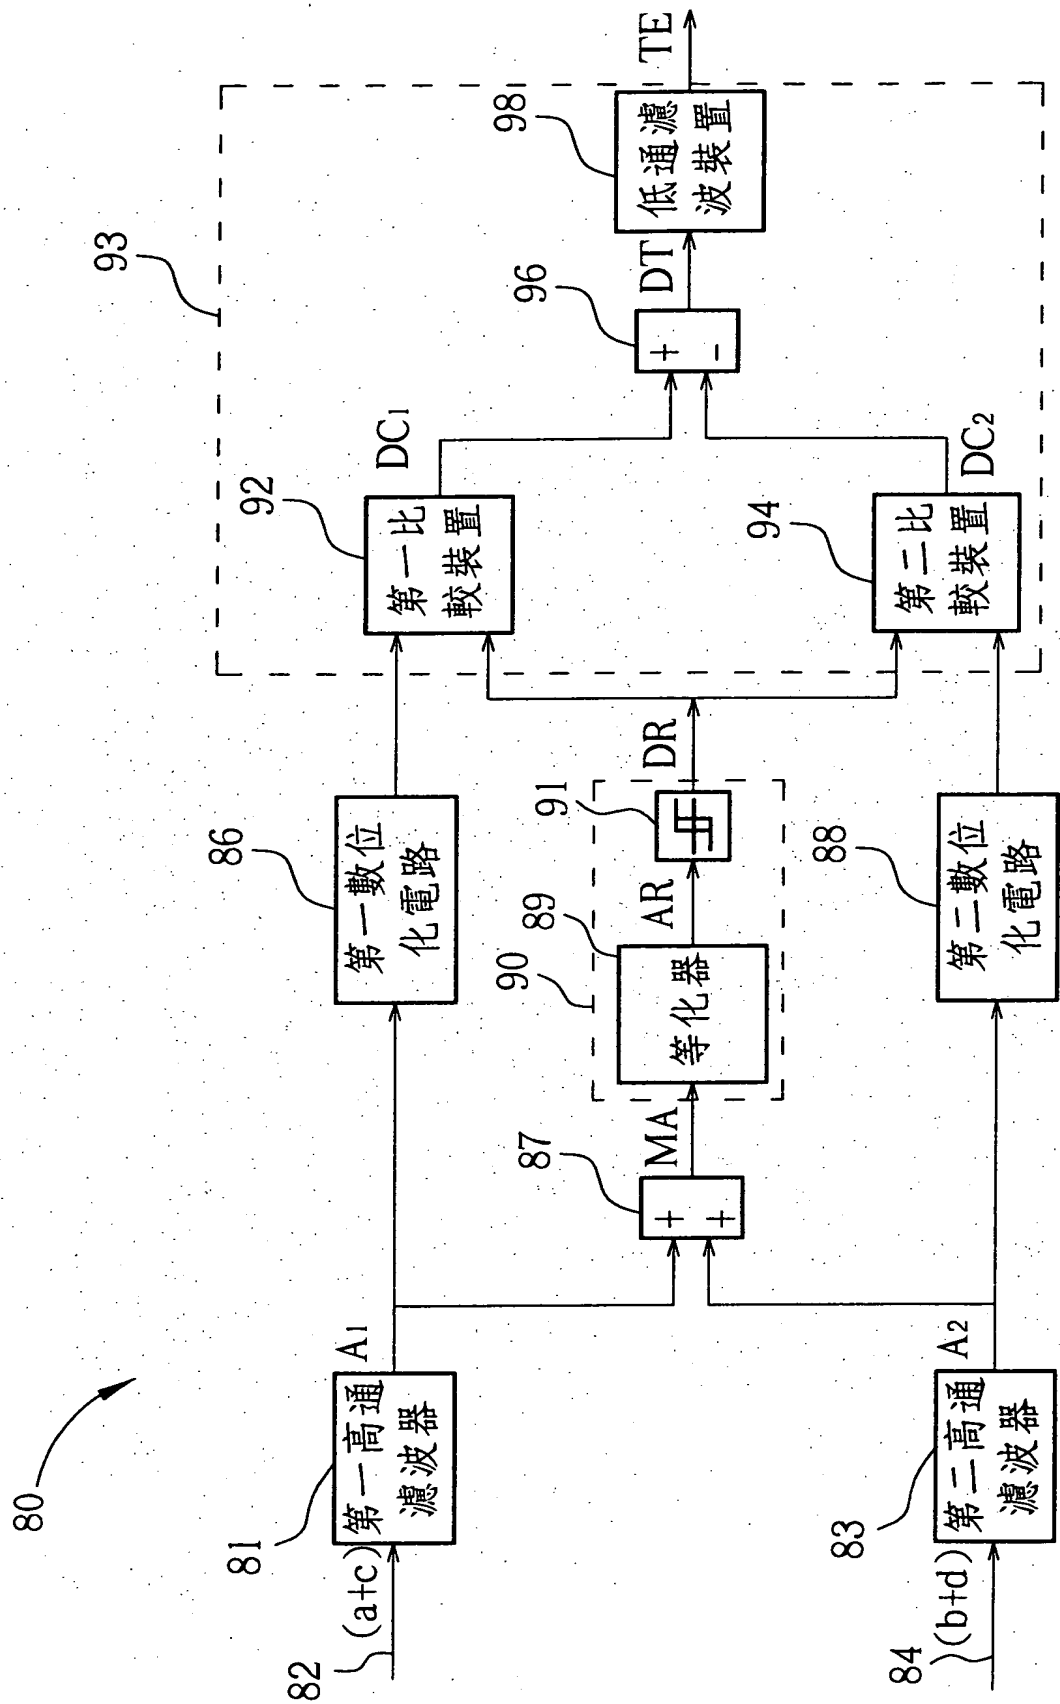 80
82
(a+c)
81
第一高通
濾波器
A1
84
(b+d)
83
第二高通
濾波器
A2
87
+
+
MA
90
89
等化器
AR
91
DR
86
第一數位
化電路
88
第二數位
化電路
93
92
第一比
較裝置
DC1
94
第二比
較裝置
DC2
96
+
-
DT
98
低通濾
波裝置
TE